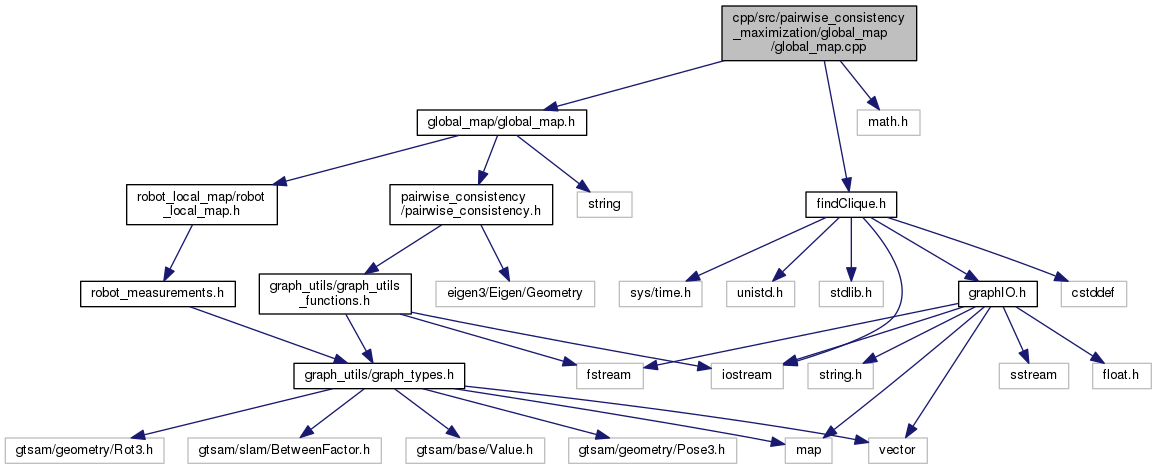 cpp/src/pairwise_consistency
_maximization/global_map
/global_map.cpp
global_map/global_map.h
math.h
robot_local_map/robot
_local_map.h
pairwise_consistency
/pairwise_consistency.h
string
findClique.h
robot_measurements.h
graph_utils/graph_utils
_functions.h
eigen3/Eigen/Geometry
sys/time.h
unistd.h
stdlib.h
graphIO.h
cstddef
graph_utils/graph_types.h
fstream
iostream
string.h
sstream
float.h
gtsam/geometry/Rot3.h
gtsam/slam/BetweenFactor.h
gtsam/base/Value.h
gtsam/geometry/Pose3.h
map
vector